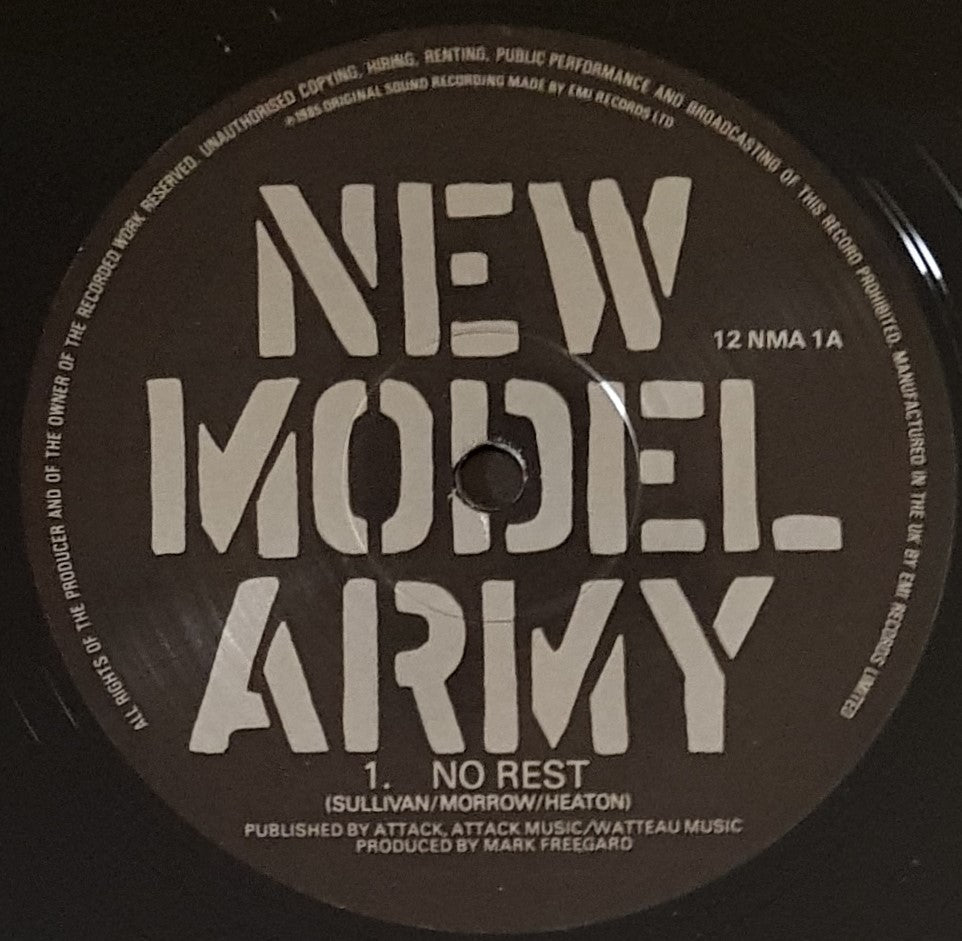 ALL RIGHTS OF THE PRODUCER AND OF THE OWNER OF THE RECORDED WORK RESERVED. UNAUTHORISED COPYING, HIRING, RENTING, PUBLIC PERFORMANCE AND BROADCASTING OF THIS RECORD PROHIBITED. MANUFACTURED IN THE UK BY EMI RECORDS LIMITED
℗1985 ORIGINAL SOUND RECORDING MADE BY EMI RECORDS LTD
NEW
12 NMA 1A
MODEL
ARMY
1. NO REST
(SULLIVAN/MORROW/HEATON)
PUBLISHED BY ATTACK, ATTACK MUSIC/WATTEAU MUSIC
PRODUCED BY MARK FREEGARD